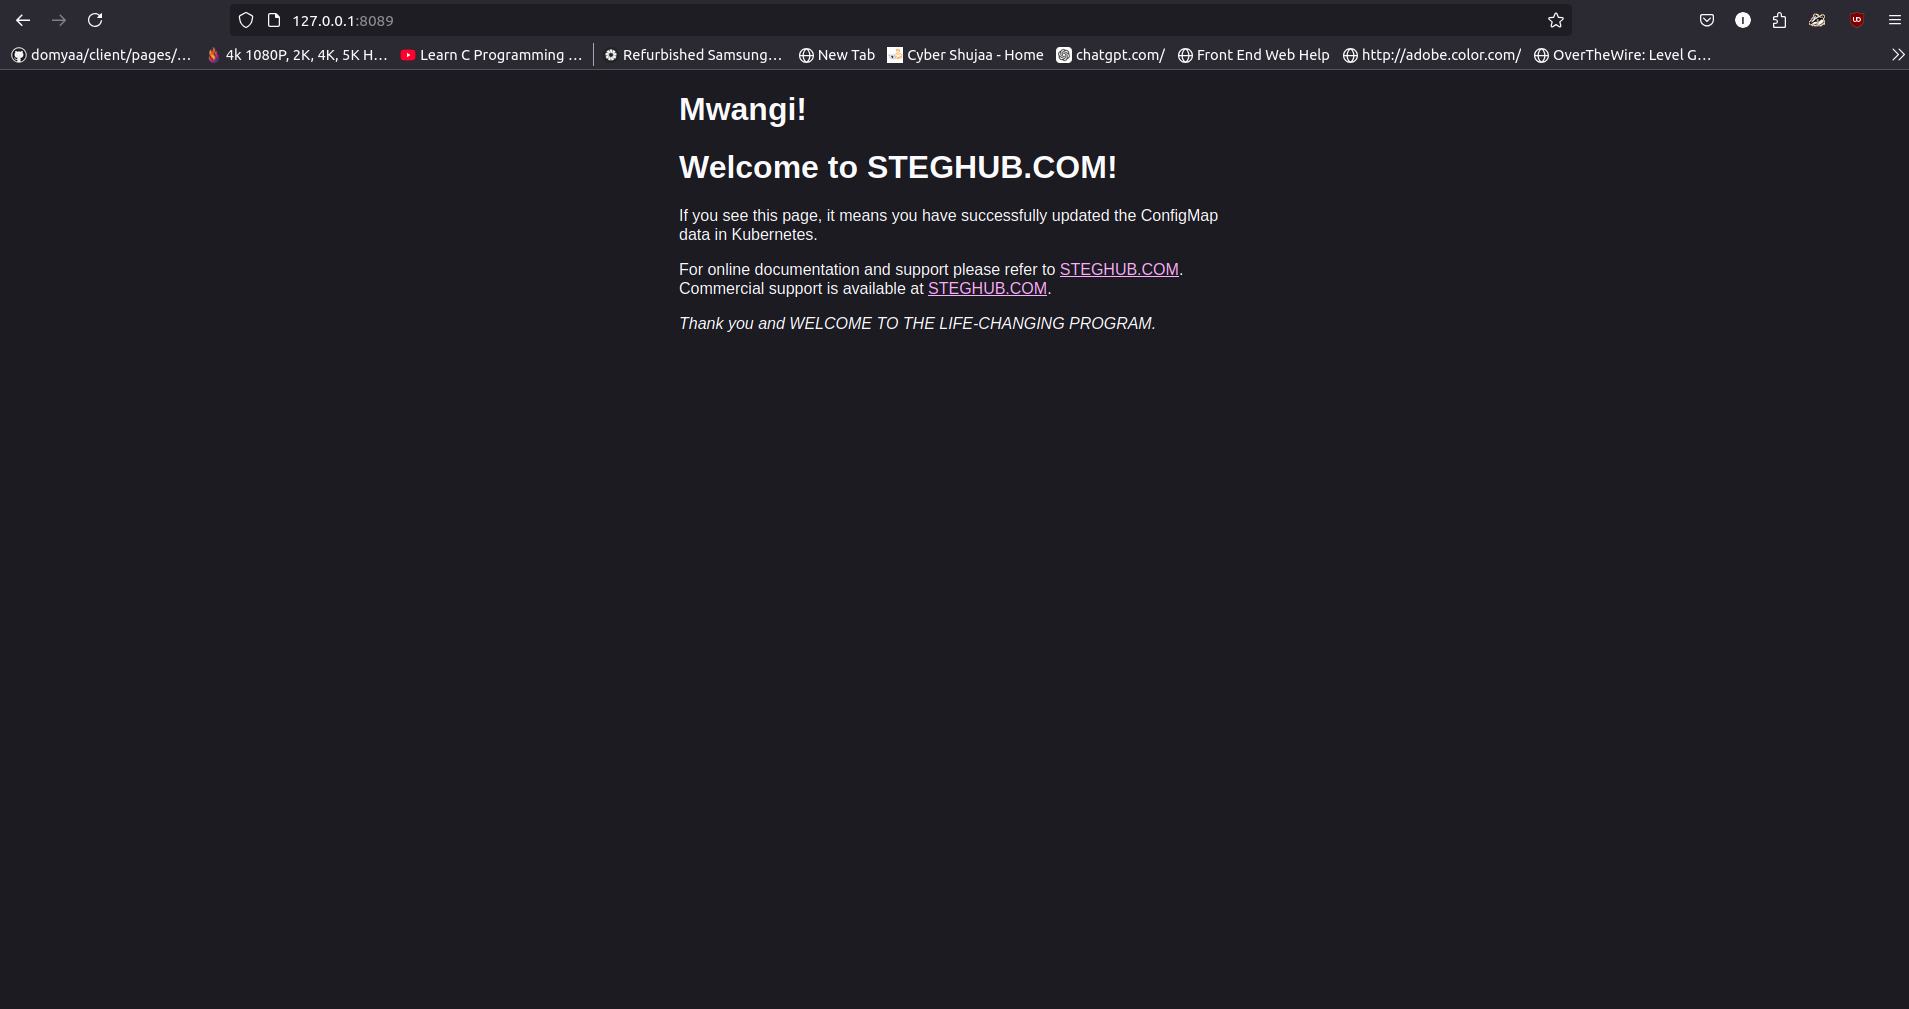 127.0.0.1:8089
domyaa/client/pages/... 4k 1080P, 2K, 4K, 5K H... Learn C Programming ... Refurbished Samsung... New Tab Cyber Shujaa - Home chatgpt.com/ Front End Web Help http://adobe.color.com/ OverTheWire: Level G...
Mwangi!
Welcome to STEGHUB.COM!
If you see this page, it means you have successfully updated the ConfigMap
data in Kubernetes.
For online documentation and support please refer to STEGHUB.COM.
Commercial support is available at STEGHUB.COM.
Thank you and WELCOME TO THE LIFE-CHANGING PROGRAM.